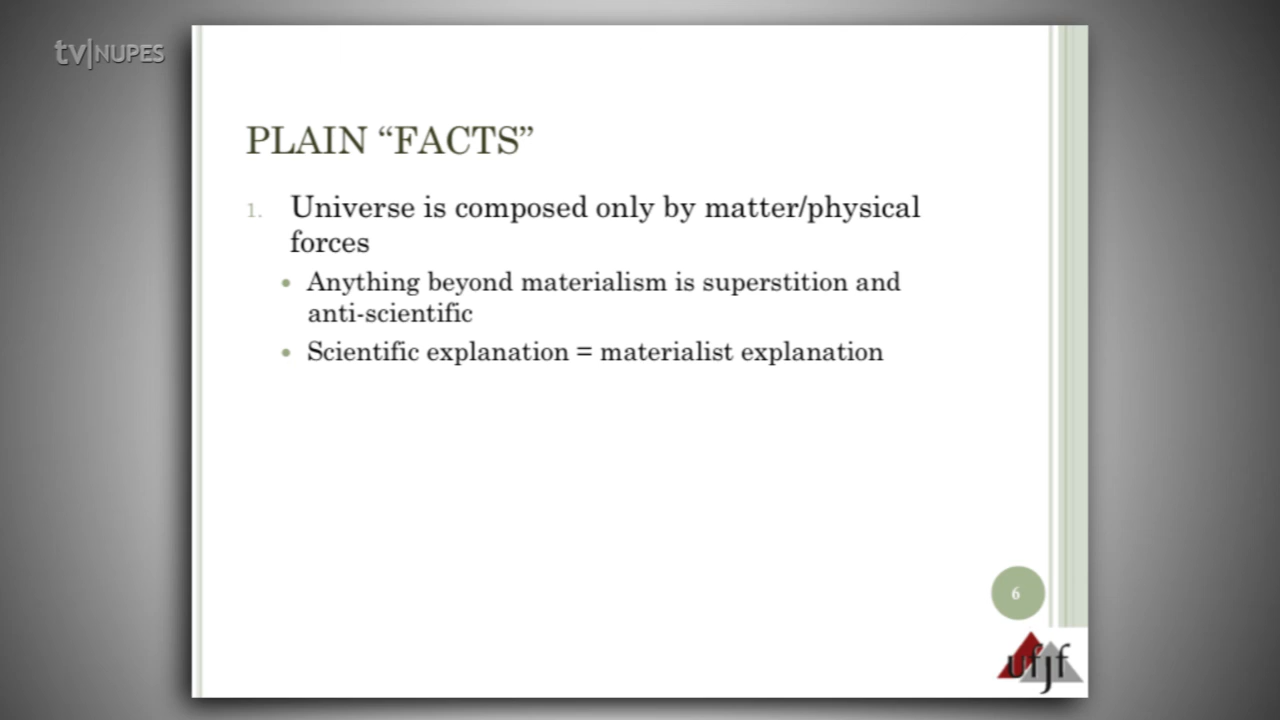 tv|NUPES
PLAIN “FACTS”
1. Universe is composed only by matter/physical
forces
• Anything beyond materialism is superstition and
anti-scientific
• Scientific explanation = materialist explanation
6
ufjf